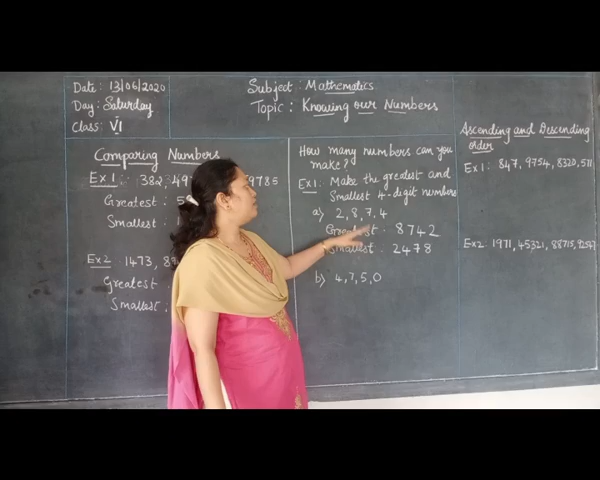 Date: 13/06/2020
Day: Saturday
Class: VI
Subject: Mathematics
Topic: Knowing our Numbers
Comparing Numbers
Ex 1: 1382, 9785
Greatest:
Smallest:
Ex 2: 1473,
Greatest
Smallest:
How many numbers can you
make?
Ex 1: Make the greatest and
Smallest 4-digit numbers
a) 2, 8, 7, 4
Greatest: 8742
Smallest: 2478
b) 4, 7, 5, 0
Ascending and Descending
order
Ex 1: 847, 9754, 8320, 571
Ex 2: 1971, 45321, 88715,